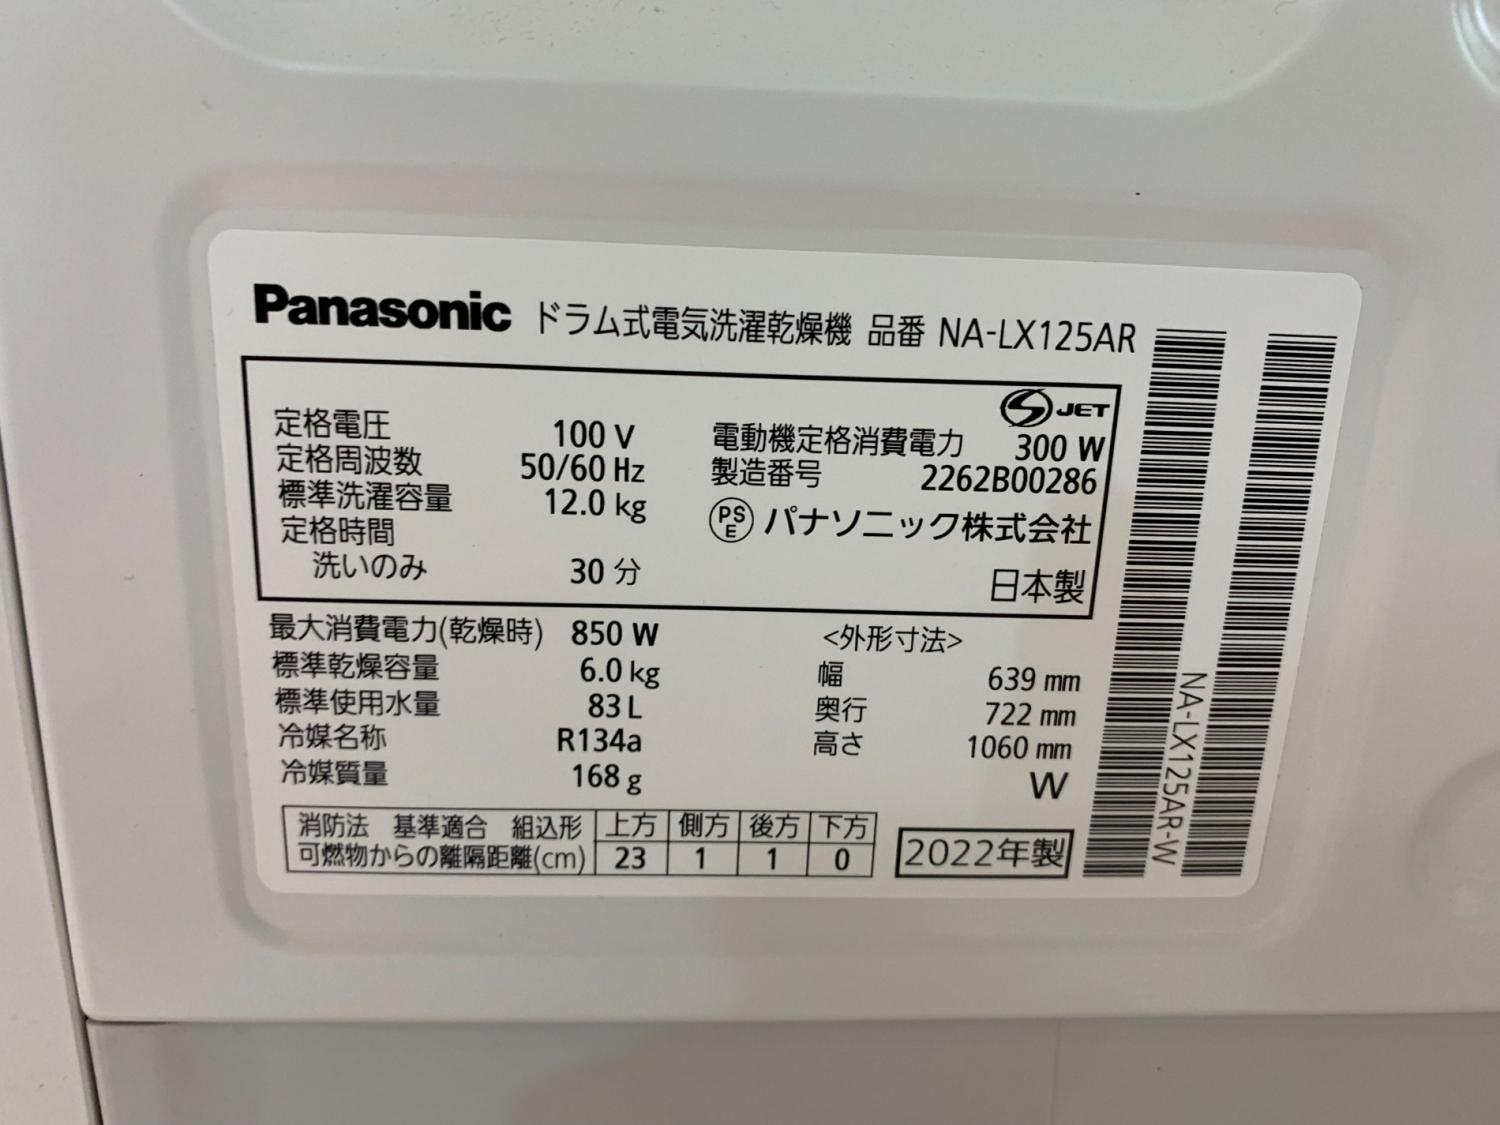 Panasonic ドラム式電気洗濯乾燥機 品番 NA-LX125AR
S JET
定格電圧 100 V
定格周波数 50/60 Hz
標準洗濯容量 12.0 kg
定格時間
洗いのみ 30 分
電動機定格消費電力 300 W
製造番号 2262B00286
PSE パナソニック株式会社
日本製
最大消費電力(乾燥時) 850 W
標準乾燥容量 6.0 kg
標準使用水量 83 L
冷媒名称 R134a
冷媒質量 168 g
<外形寸法>
幅 639 mm
奥行 722 mm
高さ 1060 mm
W
消防法 基準適合 組込形 上方 側方 後方 下方
可燃物からの離隔距離(cm) 23 1 1 0
2022年製
NA-LX125AR-W